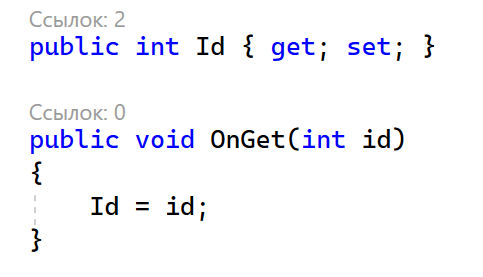 Ссылок: 2
public int Id { get; set; }
Ссылок: 0
public void OnGet(int id)
{
    Id = id;
}